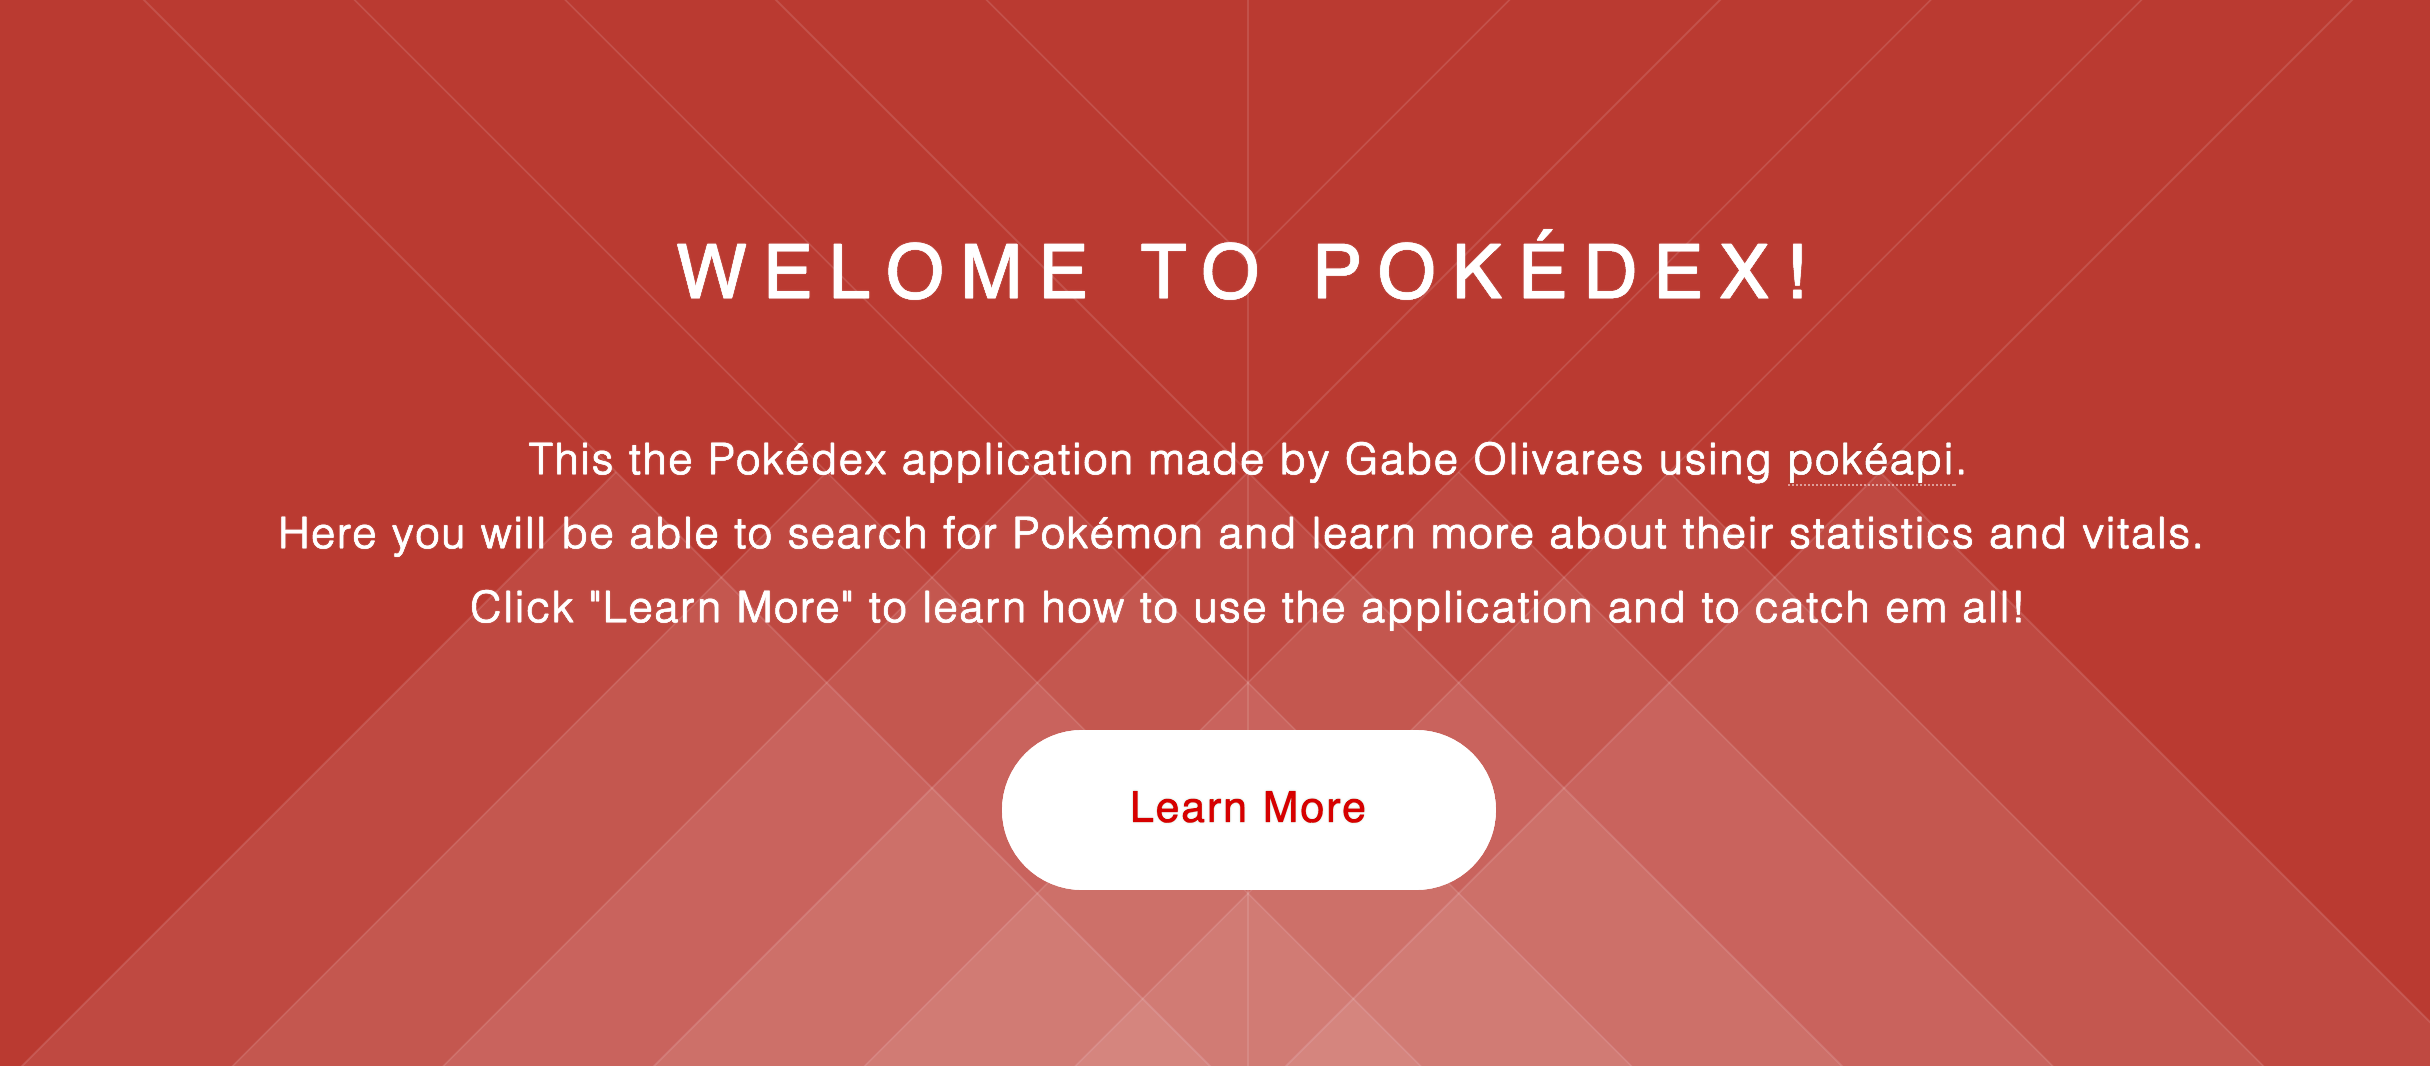 WELOME TO POKÉDEX!
This the Pokédex application made by Gabe Olivares using pokéapi.
Here you will be able to search for Pokémon and learn more about their statistics and vitals.
Click "Learn More" to learn how to use the application and to catch em all!
Learn More